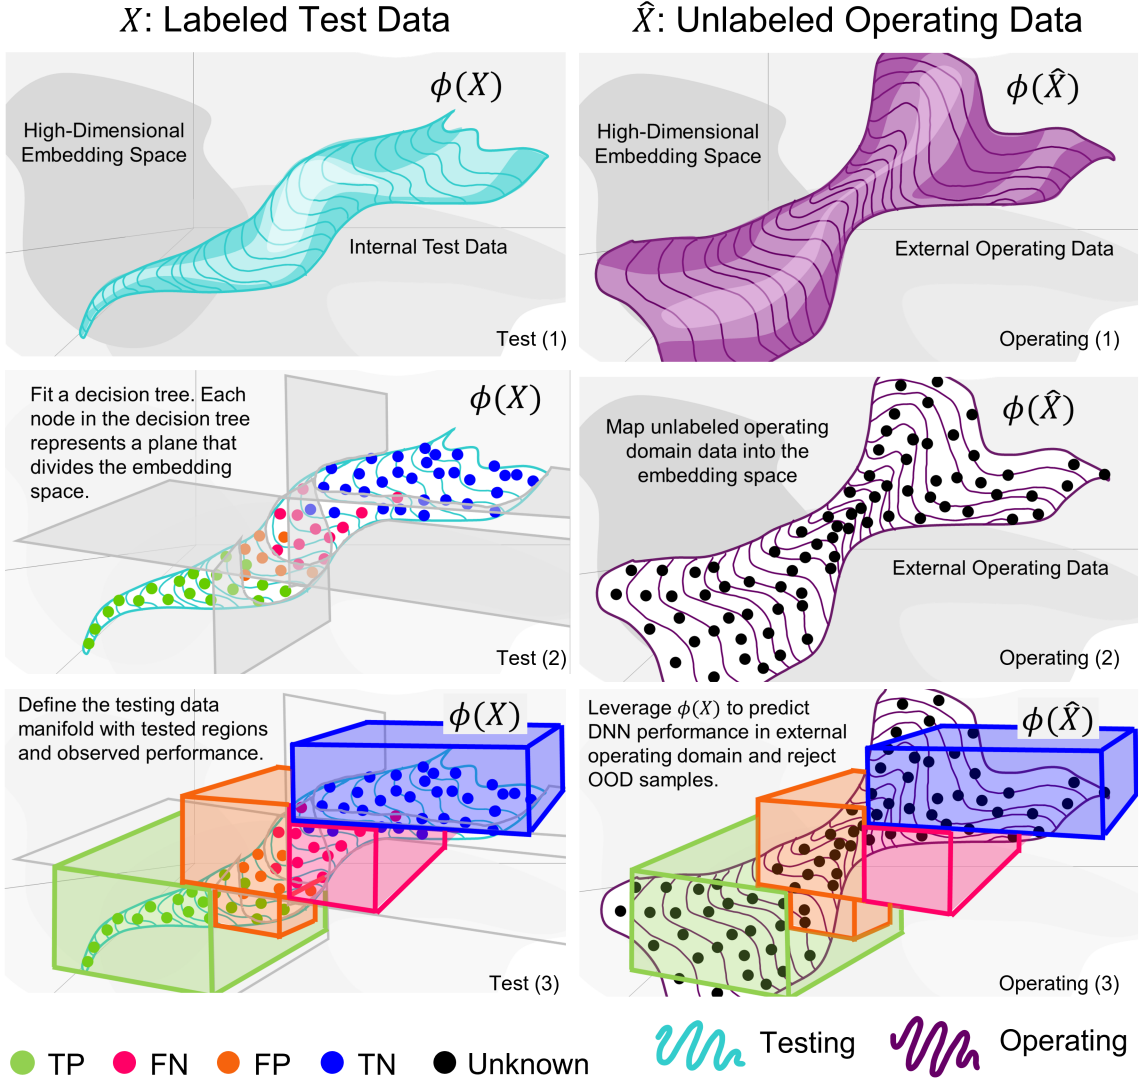 X: Labeled Test Data
X̂: Unlabeled Operating Data
High-Dimensional
Embedding Space
ϕ(X)
Internal Test Data
Test (1)
High-Dimensional
Embedding Space
ϕ(X̂)
External Operating Data
Operating (1)
Fit a decision tree. Each
node in the decision tree
represents a plane that
divides the embedding
space.
ϕ(X)
Test (2)
Map unlabeled operating
domain data into the
embedding space
ϕ(X̂)
External Operating Data
Operating (2)
Define the testing data
manifold with tested regions
and observed performance.
ϕ(X)
Test (3)
Leverage ϕ(X) to predict
DNN performance in external
operating domain and reject
OOD samples.
ϕ(X̂)
Operating (3)
TP FN FP TN Unknown
Testing
Operating